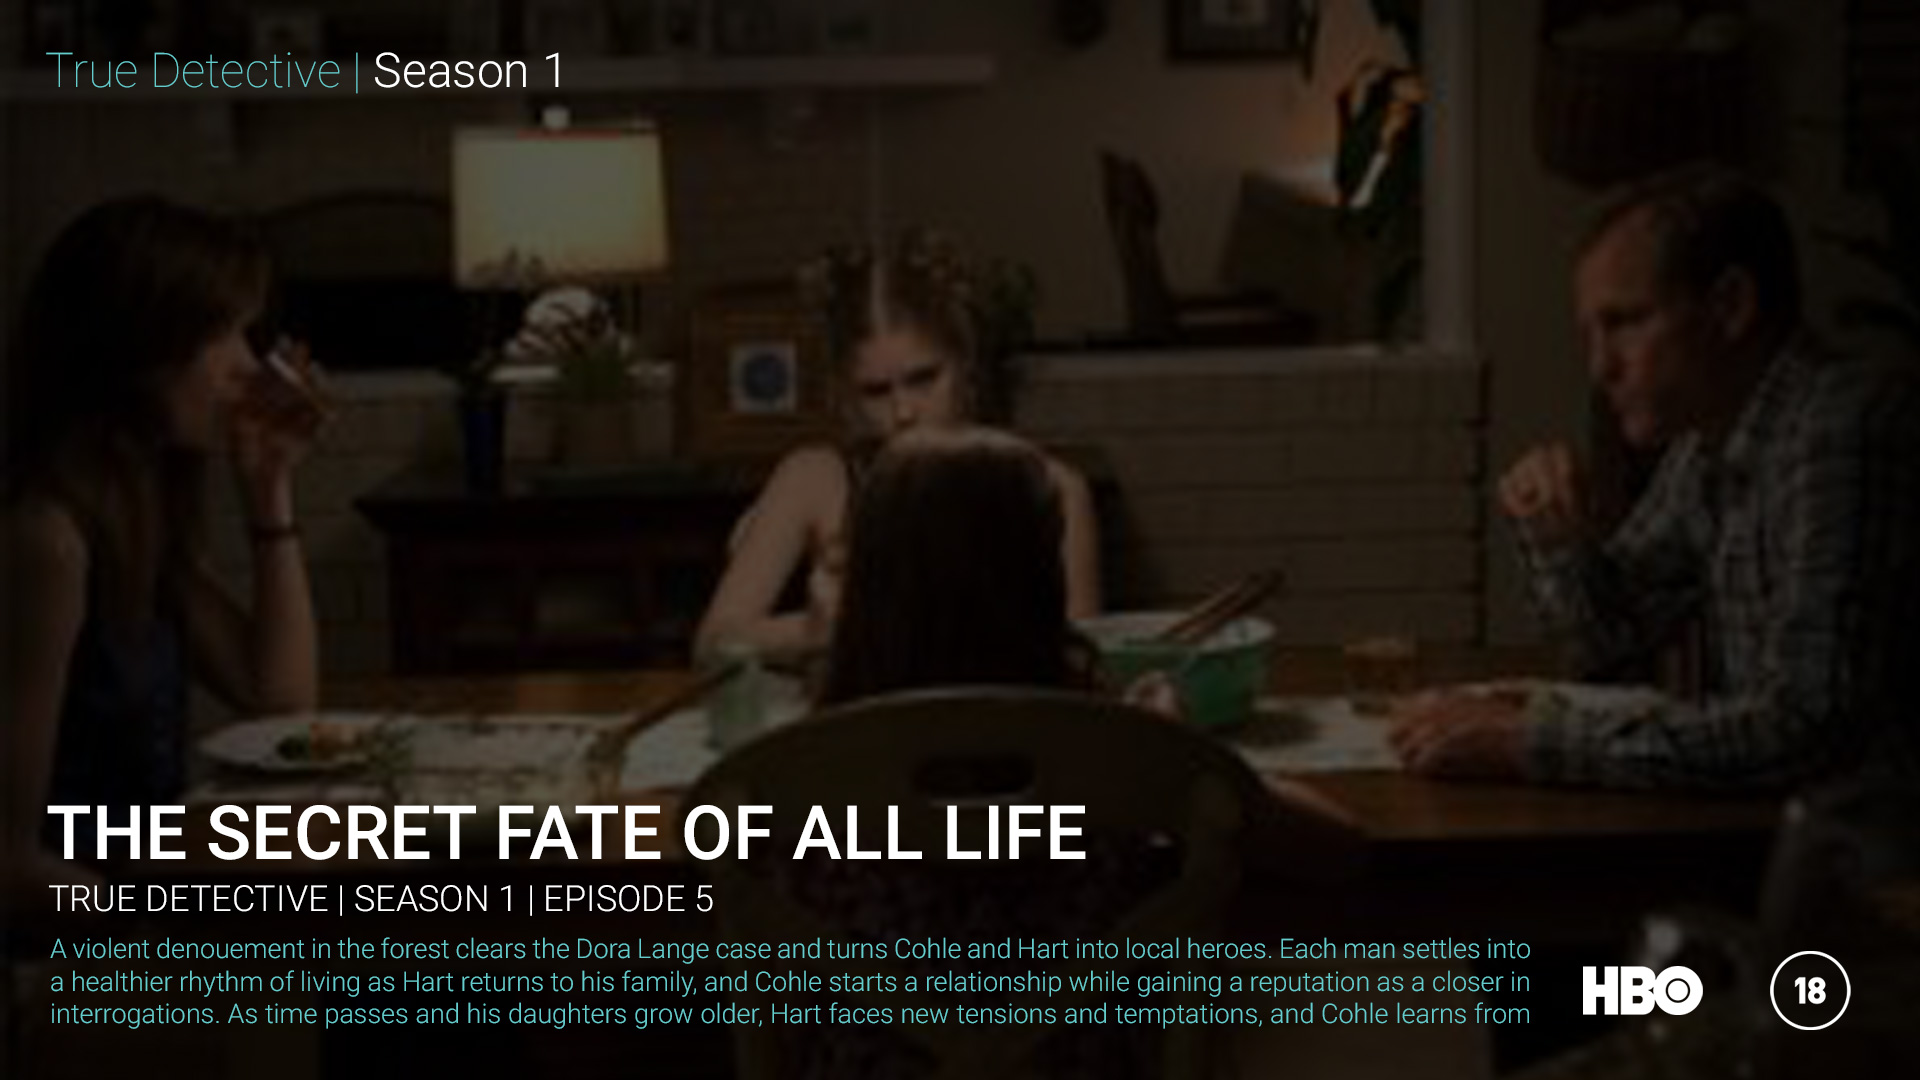 True Detective | Season 1
THE SECRET FATE OF ALL LIFE
TRUE DETECTIVE | SEASON 1 | EPISODE 5
A violent denouement in the forest clears the Dora Lange case and turns Cohle and Hart into local heroes. Each man settles into
a healthier rhythm of living as Hart returns to his family, and Cohle starts a relationship while gaining a reputation as a closer in
interrogations. As time passes and his daughters grow older, Hart faces new tensions and temptations, and Cohle learns from
HBO
18